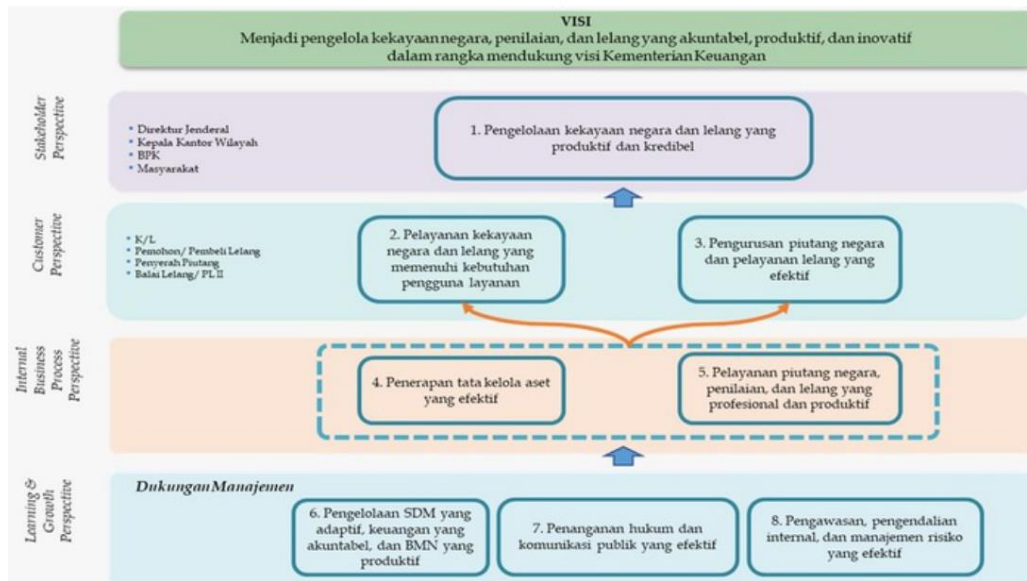 VISI
Menjadi pengelola kekayaan negara, penilaian, dan lelang yang akuntabel, produktif, dan inovatif
dalam rangka mendukung visi Kementerian Keuangan
Stakeholder
Perspective
• Direktur Jenderal
• Kepala Kantor Wilayah
• BPK
• Masyarakat
1. Pengelolaan kekayaan negara dan lelang yang
produktif dan kredibel
Customer
Perspective
• K/L
• Pemohon/ Pembeli Lelang
• Penyerah Piutang
• Balai Lelang/ PL II
2. Pelayanan kekayaan
negara dan lelang yang
memenuhi kebutuhan
pengguna layanan
3. Pengurusan piutang negara
dan pelayanan lelang yang
efektif
Internal
Business
Process
Perspective
4. Penerapan tata kelola aset
yang efektif
5. Pelayanan piutang negara,
penilaian, dan lelang yang
profesional dan produktif
Learning &
Growth
Perspective
Dukungan Manajemen
6. Pengelolaan SDM yang
adaptif, keuangan yang
akuntabel, dan BMN yang
produktif
7. Penanganan hukum dan
komunikasi publik yang efektif
8. Pengawasan, pengendalian
internal, dan manajemen risiko
yang efektif